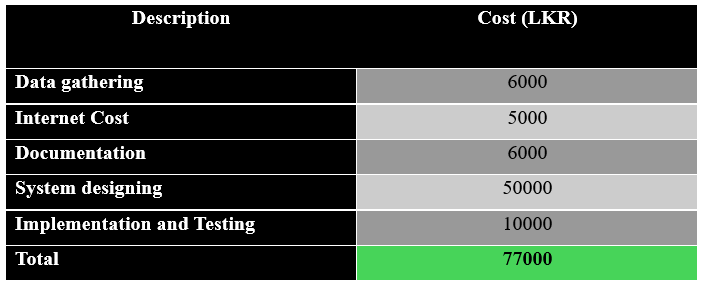 Description Cost (LKR)
Data gathering 6000
Internet Cost 5000
Documentation 6000
System designing 50000
Implementation and Testing 10000
Total 77000